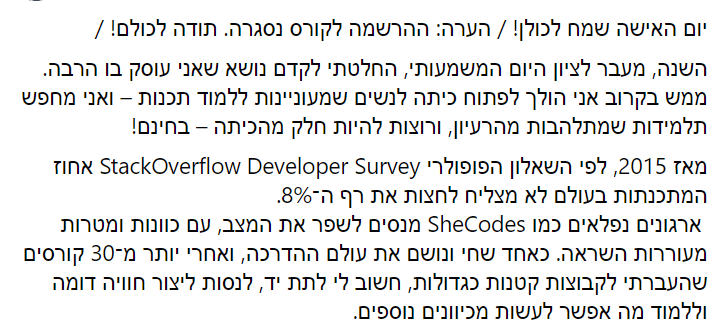 יום האישה שמח לכולן! / הערה: ההרשמה לקורס נסגרה. תודה לכולם! /
השנה, מעבר לציון היום המשמעותי, החלטתי לקדם נושא שאני עוסק בו הרבה.
ממש בקרוב אני הולך לפתוח כיתה לנשים שמעוניינות ללמוד תכנות – ואני מחפש
תלמידות שמתלהבות מהרעיון, ורוצות להיות חלק מהכיתה – בחינם!
מאז 2015, לפי השאלון הפופולרי StackOverflow Developer Survey אחוז
המתכנתות בעולם לא מצליח לחצות את רף ה־8%.
ארגונים נפלאים כמו SheCodes מנסים לשפר את המצב, עם כוונות ומטרות
מעוררות השראה. כאחד שחי ונושם את עולם ההדרכה, ואחרי יותר מ־30 קורסים
שהעברתי לקבוצות קטנות כגדולות, חשוב לי לתת יד, לנסות ליצור חוויה דומה
וללמוד מה אפשר לעשות מכיוונים נוספים.